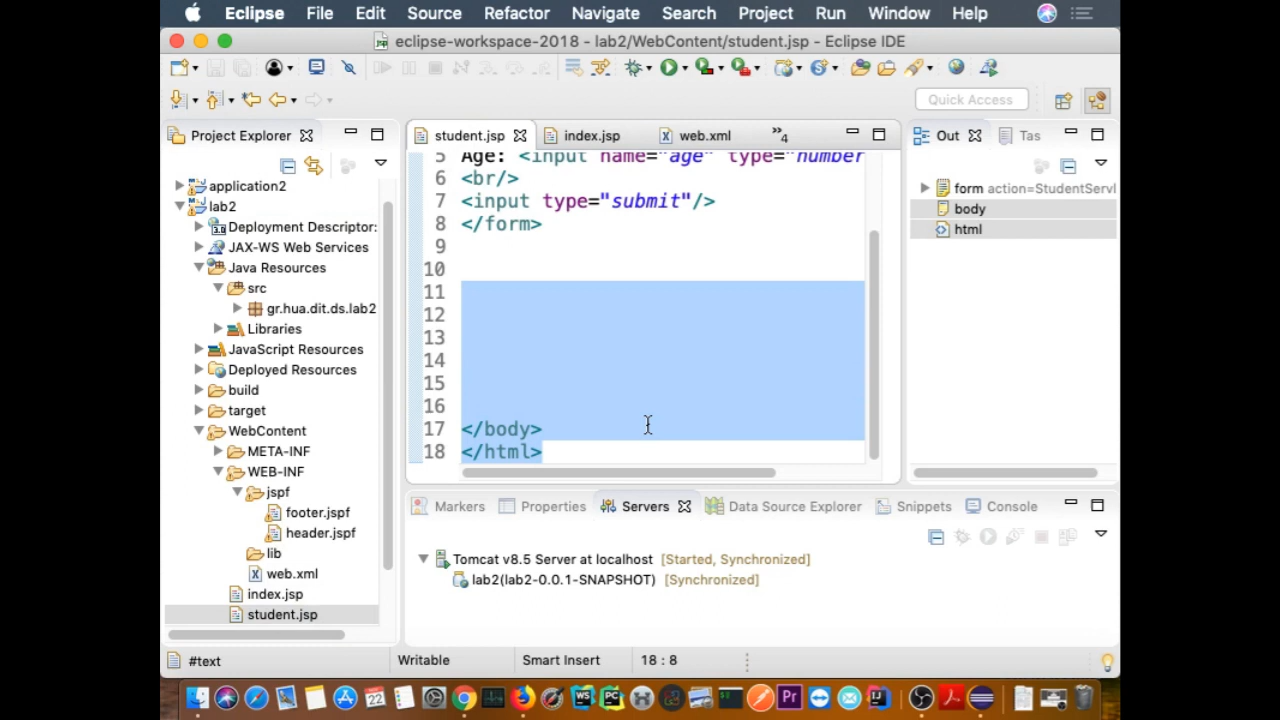 Eclipse File Edit Source Refactor Navigate Search Project Run Window Help
eclipse-workspace-2018 - lab2/WebContent/student.jsp - Eclipse IDE
Quick Access
Project Explorer
application2
lab2
Deployment Descriptor:
JAX-WS Web Services
Java Resources
src
gr.hua.dit.ds.lab2
Libraries
JavaScript Resources
Deployed Resources
build
target
WebContent
META-INF
WEB-INF
jspf
footer.jspf
header.jspf
lib
web.xml
index.jsp
student.jsp
student.jsp index.jsp web.xml »4
5 Age: <input name="age" type="number
6 <br/>
7 <input type="submit"/>
8 </form>
9
10
11
12
13
14
15
16
17 </body>
18 </html>
Out Tas
form action=StudentServl
body
html
Markers Properties Servers Data Source Explorer Snippets Console
Tomcat v8.5 Server at localhost [Started, Synchronized]
lab2(lab2-0.0.1-SNAPSHOT) [Synchronized]
#text Writable Smart Insert 18 : 8